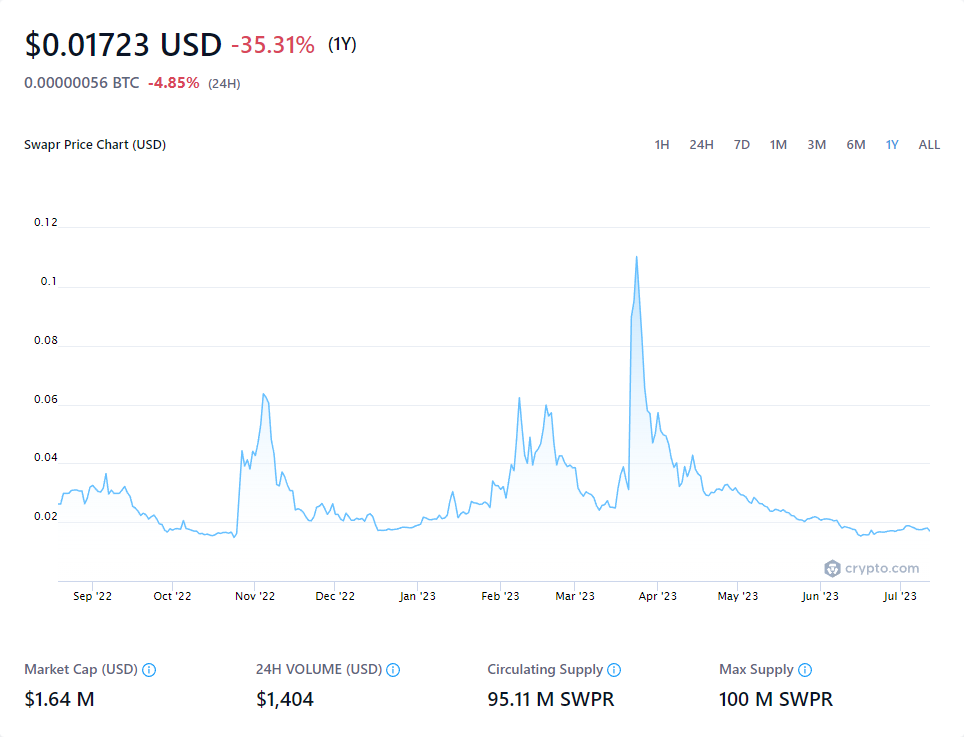 $0.01723 USD -35.31% (1Y)
0.00000056 BTC -4.85% (24H)
Swapr Price Chart (USD)
1H 24H 7D 1M 3M 6M 1Y ALL
0.12
0.1
0.08
0.06
0.04
0.02
crypto.com
Sep '22 Oct '22 Nov '22 Dec '22 Jan '23 Feb '23 Mar '23 Apr '23 May '23 Jun '23 Jul '23
Market Cap (USD) 24H VOLUME (USD) Circulating Supply Max Supply
$1.64 M $1,404 95.11 M SWPR 100 M SWPR